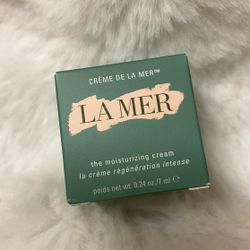 CRÈME DE LA MER™
LA MER
the moisturizing cream
la crème régénération intense
poids net wt. 0.24 oz/7 ml ℮